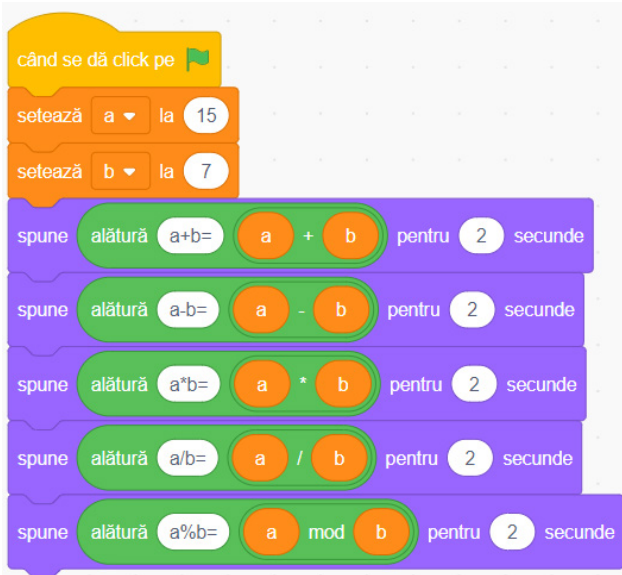 când se dă click pe
setează a la 15
setează b la 7
spune alătură a+b= a + b pentru 2 secunde
spune alătură a-b= a - b pentru 2 secunde
spune alătură a*b= a * b pentru 2 secunde
spune alătură a/b= a / b pentru 2 secunde
spune alătură a%b= a mod b pentru 2 secunde